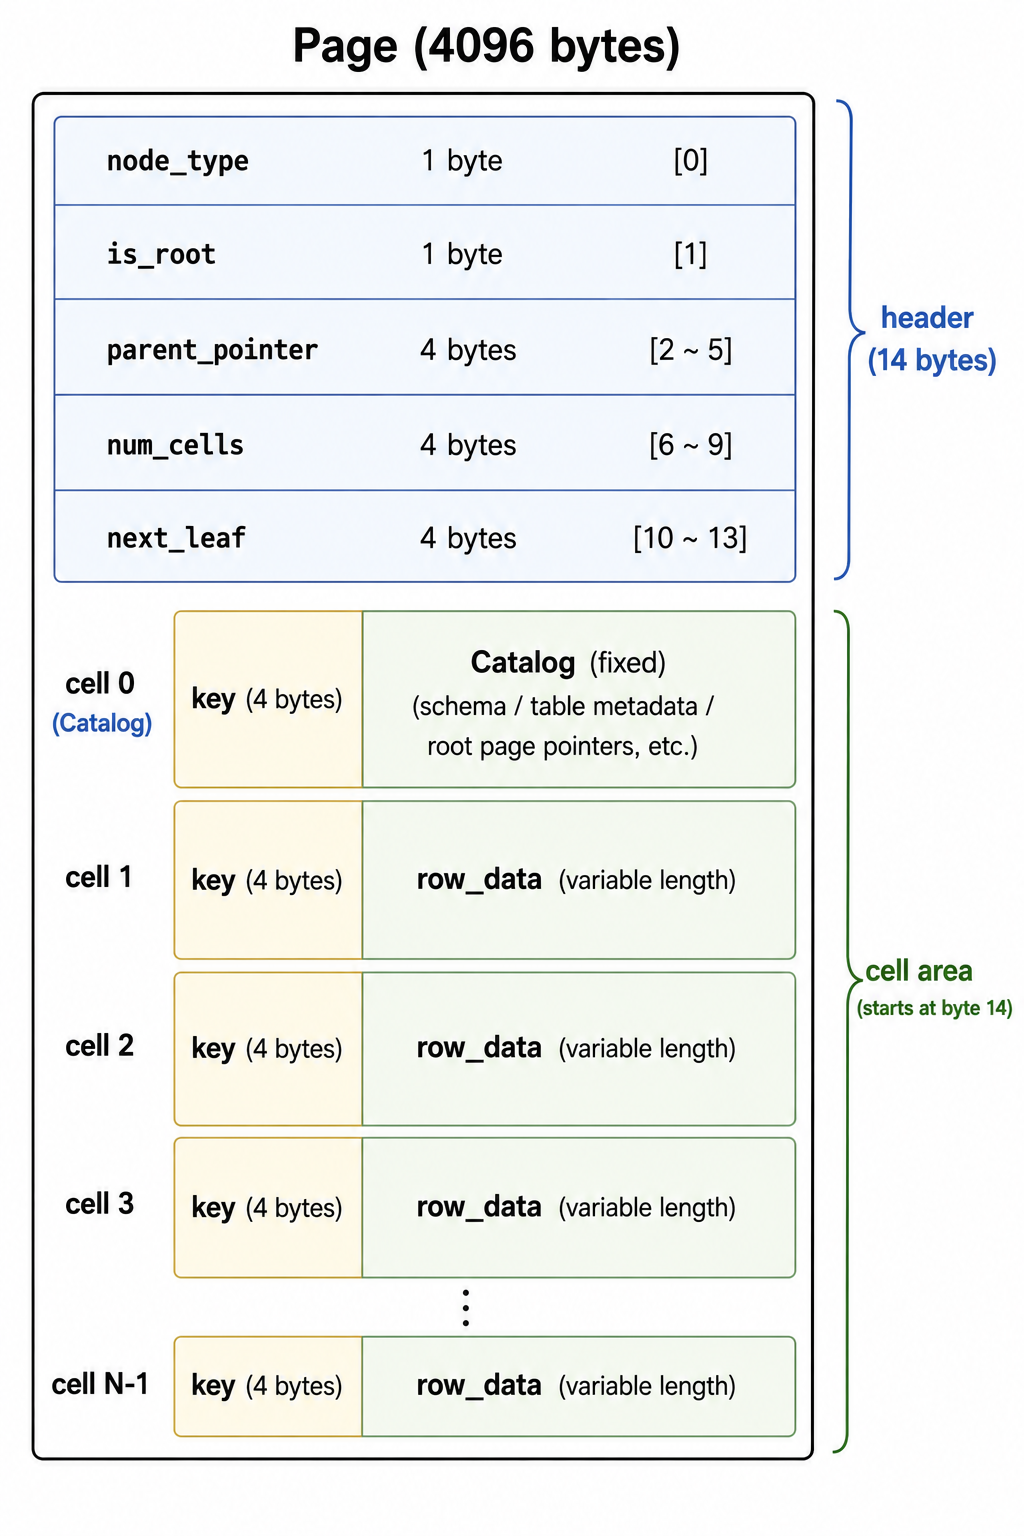 Page (4096 bytes)
node_type 1 byte [0]
is_root 1 byte [1]
parent_pointer 4 bytes [2 ~ 5]
num_cells 4 bytes [6 ~ 9]
next_leaf 4 bytes [10 ~ 13]
header
(14 bytes)
cell 0
(Catalog)
key (4 bytes)
Catalog (fixed)
(schema / table metadata /
root page pointers, etc.)
cell 1 key (4 bytes) row_data (variable length)
cell 2 key (4 bytes) row_data (variable length)
cell 3 key (4 bytes) row_data (variable length)
⋮
cell N-1 key (4 bytes) row_data (variable length)
cell area
(starts at byte 14)